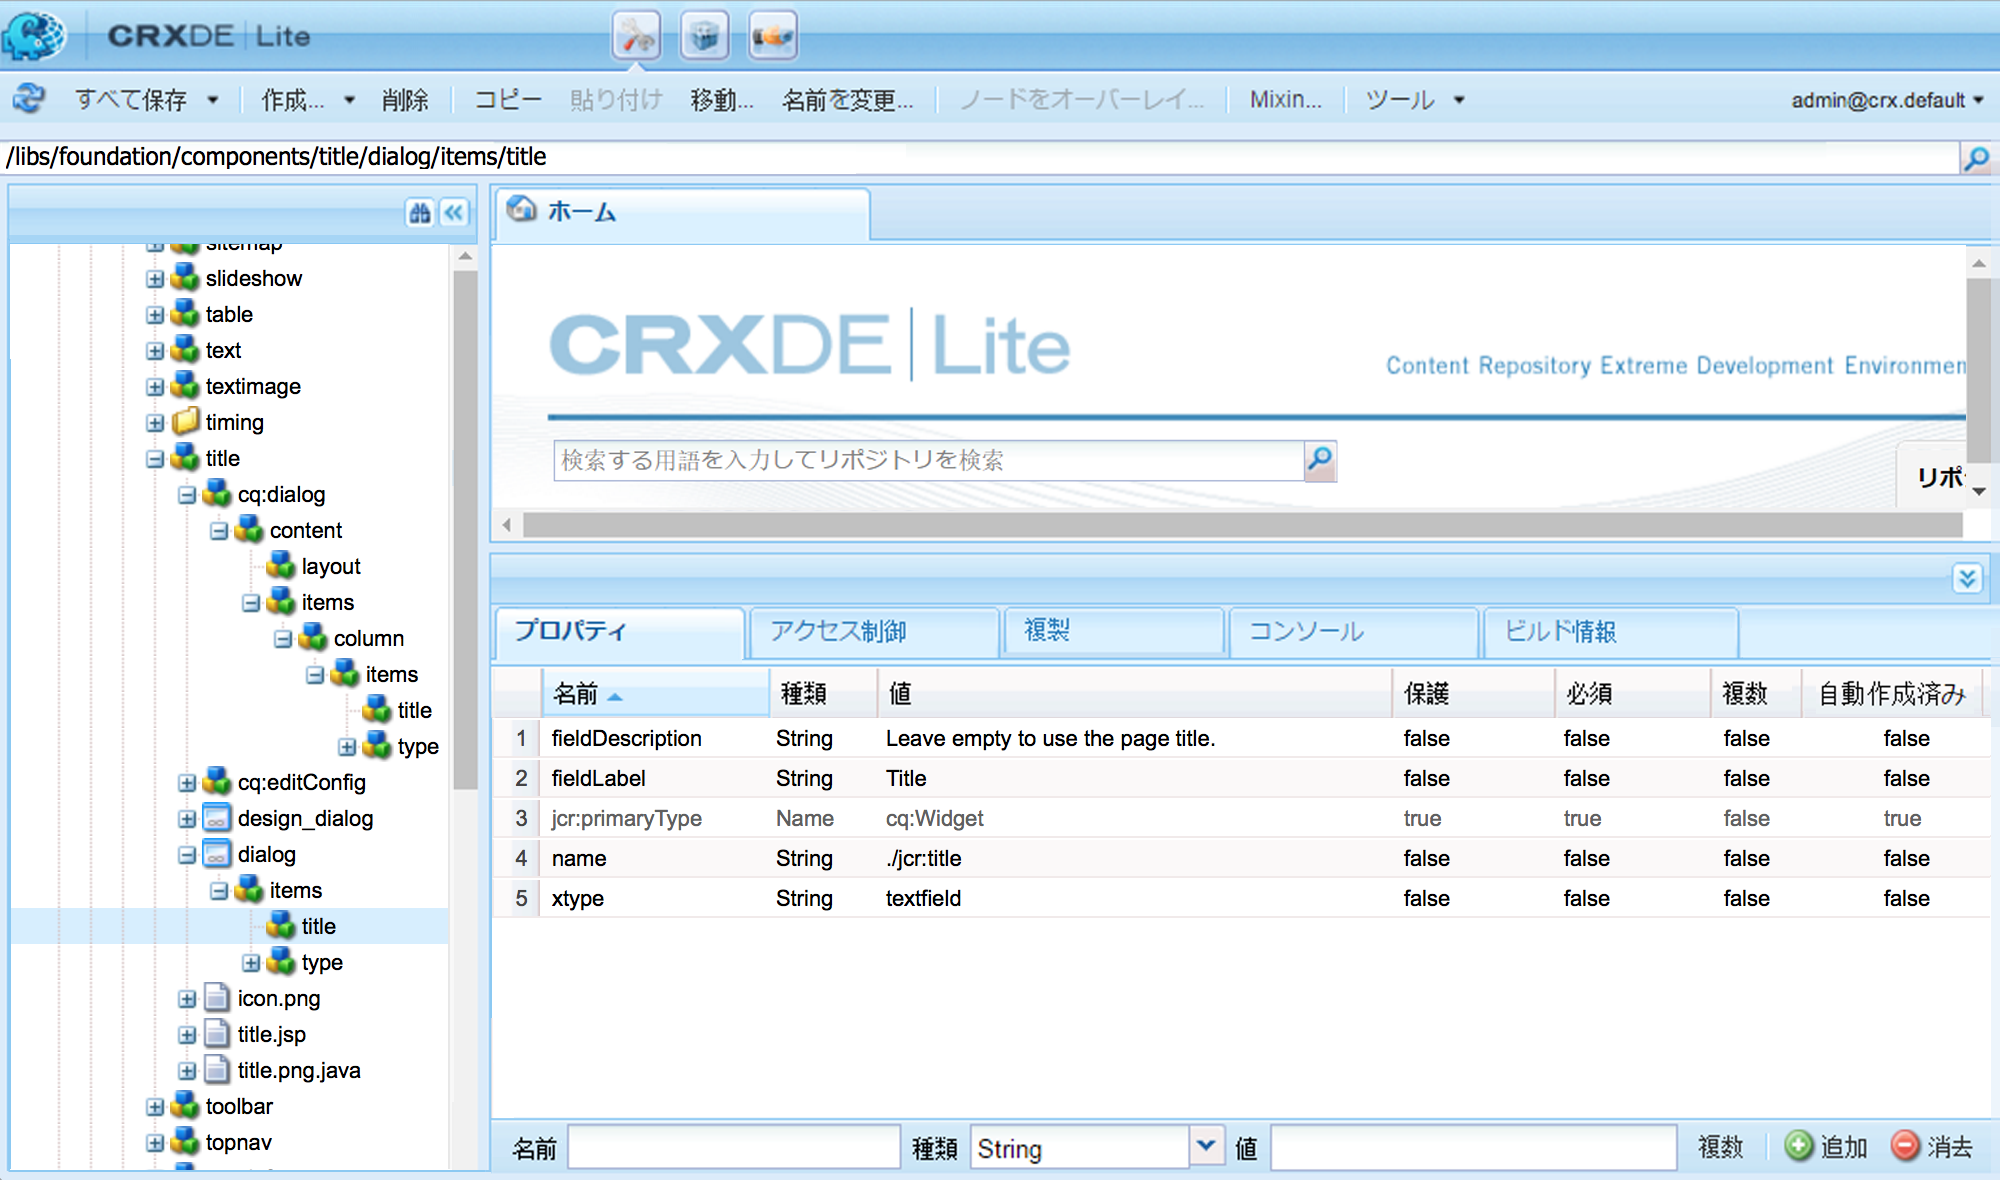 CRXDE | Lite
すべて保存 作成... 削除 コピー 貼り付け 移動... 名前を変更... ノードをオーバーレイ... Mixin... ツール admin@crx.default
/libs/foundation/components/title/dialog/items/title
sitemap
slideshow
table
text
textimage
timing
title
cq:dialog
content
layout
items
column
items
title
type
cq:editConfig
design_dialog
dialog
items
title
type
icon.png
title.jsp
title.png.java
toolbar
topnav
ホーム
CRXDE | Lite
Content Repository Extreme Development Environmen
検索する用語を入力してリポジトリを検索
リポ
プロパティ アクセス制御 複製 コンソール ビルド情報
名前 種類 値 保護 必須 複数 自動作成済み
1 fieldDescription String Leave empty to use the page title. false false false false
2 fieldLabel String Title false false false false
3 jcr:primaryType Name cq:Widget true true false true
4 name String ./jcr:title false false false false
5 xtype String textfield false false false false
名前 種類 String 値 複数 追加 消去